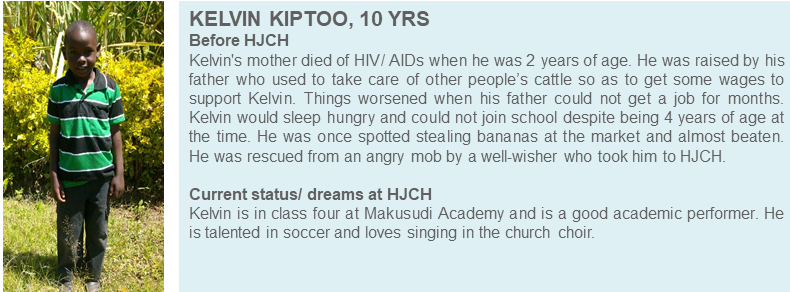 KELVIN KIPTOO, 10 YRS
Before HJCH
Kelvin's mother died of HIV/ AIDs when he was 2 years of age. He was raised by his
father who used to take care of other people’s cattle so as to get some wages to
support Kelvin. Things worsened when his father could not get a job for months.
Kelvin would sleep hungry and could not join school despite being 4 years of age at
the time. He was once spotted stealing bananas at the market and almost beaten.
He was rescued from an angry mob by a well-wisher who took him to HJCH.
Current status/ dreams at HJCH
Kelvin is in class four at Makusudi Academy and is a good academic performer. He
is talented in soccer and loves singing in the church choir.